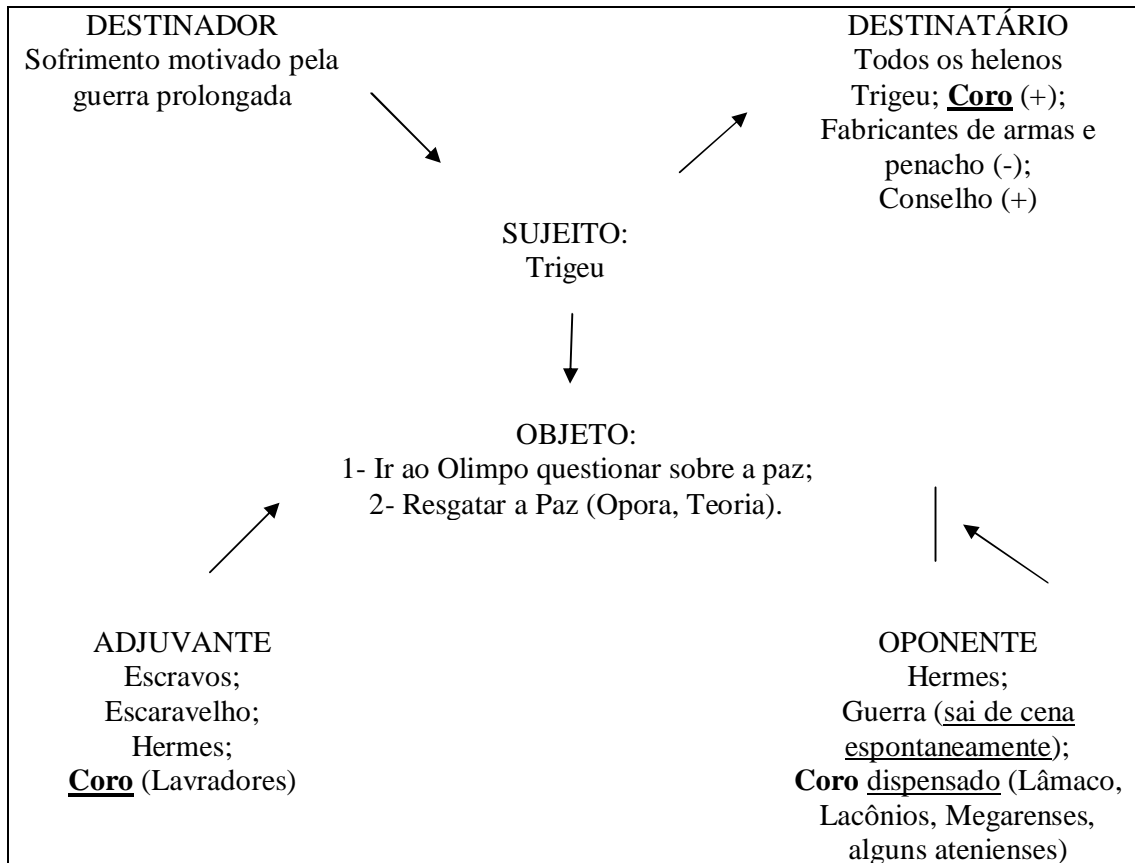 DESTINADOR
Sofrimento motivado pela
guerra prolongada
DESTINATÁRIO
Todos os helenos
Trigeu; Coro (+);
Fabricantes de armas e
penacho (-);
Conselho (+)
SUJEITO:
Trigeu
OBJETO:
1- Ir ao Olimpo questionar sobre a paz;
2- Resgatar a Paz (Opora, Teoria).
ADJUVANTE
Escravos;
Escaravelho;
Hermes;
Coro (Lavradores)
OPONENTE
Hermes;
Guerra (sai de cena
espontaneamente);
Coro dispensado (Lâmaco,
Lacônios, Megarenses,
alguns atenienses)